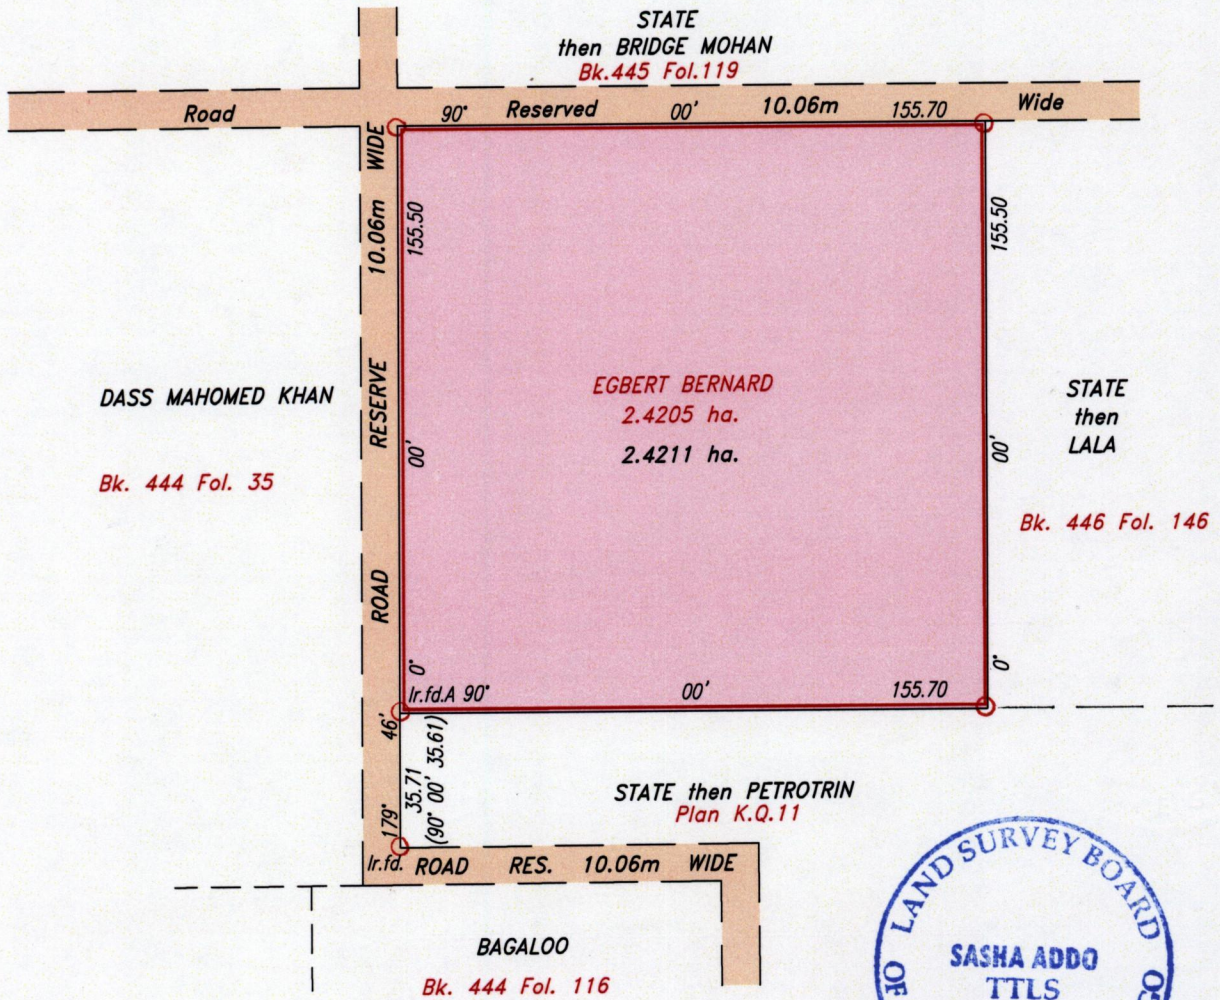 STATE
then BRIDGE MOHAN
Bk.445 Fol.119
Road
90° Reserved 00' 10.06m 155.70 Wide
ROAD RESERVE 10.06m WIDE
0° 00' 155.50
0° 00' 155.50
DASS MAHOMED KHAN
Bk. 444 Fol. 35
EGBERT BERNARD
2.4205 ha.
2.4211 ha.
STATE
then
LALA
Bk. 446 Fol. 146
Ir.fd.A 90° 00' 155.70
179° 46'
35.71
(90° 00' 35.61)
STATE then PETROTRIN
Plan K.Q.11
Ir.fd. ROAD RES. 10.06m WIDE
BAGALOO
Bk. 444 Fol. 116
OF LAND SURVEY BOARD
SASHA ADDO
TTLS